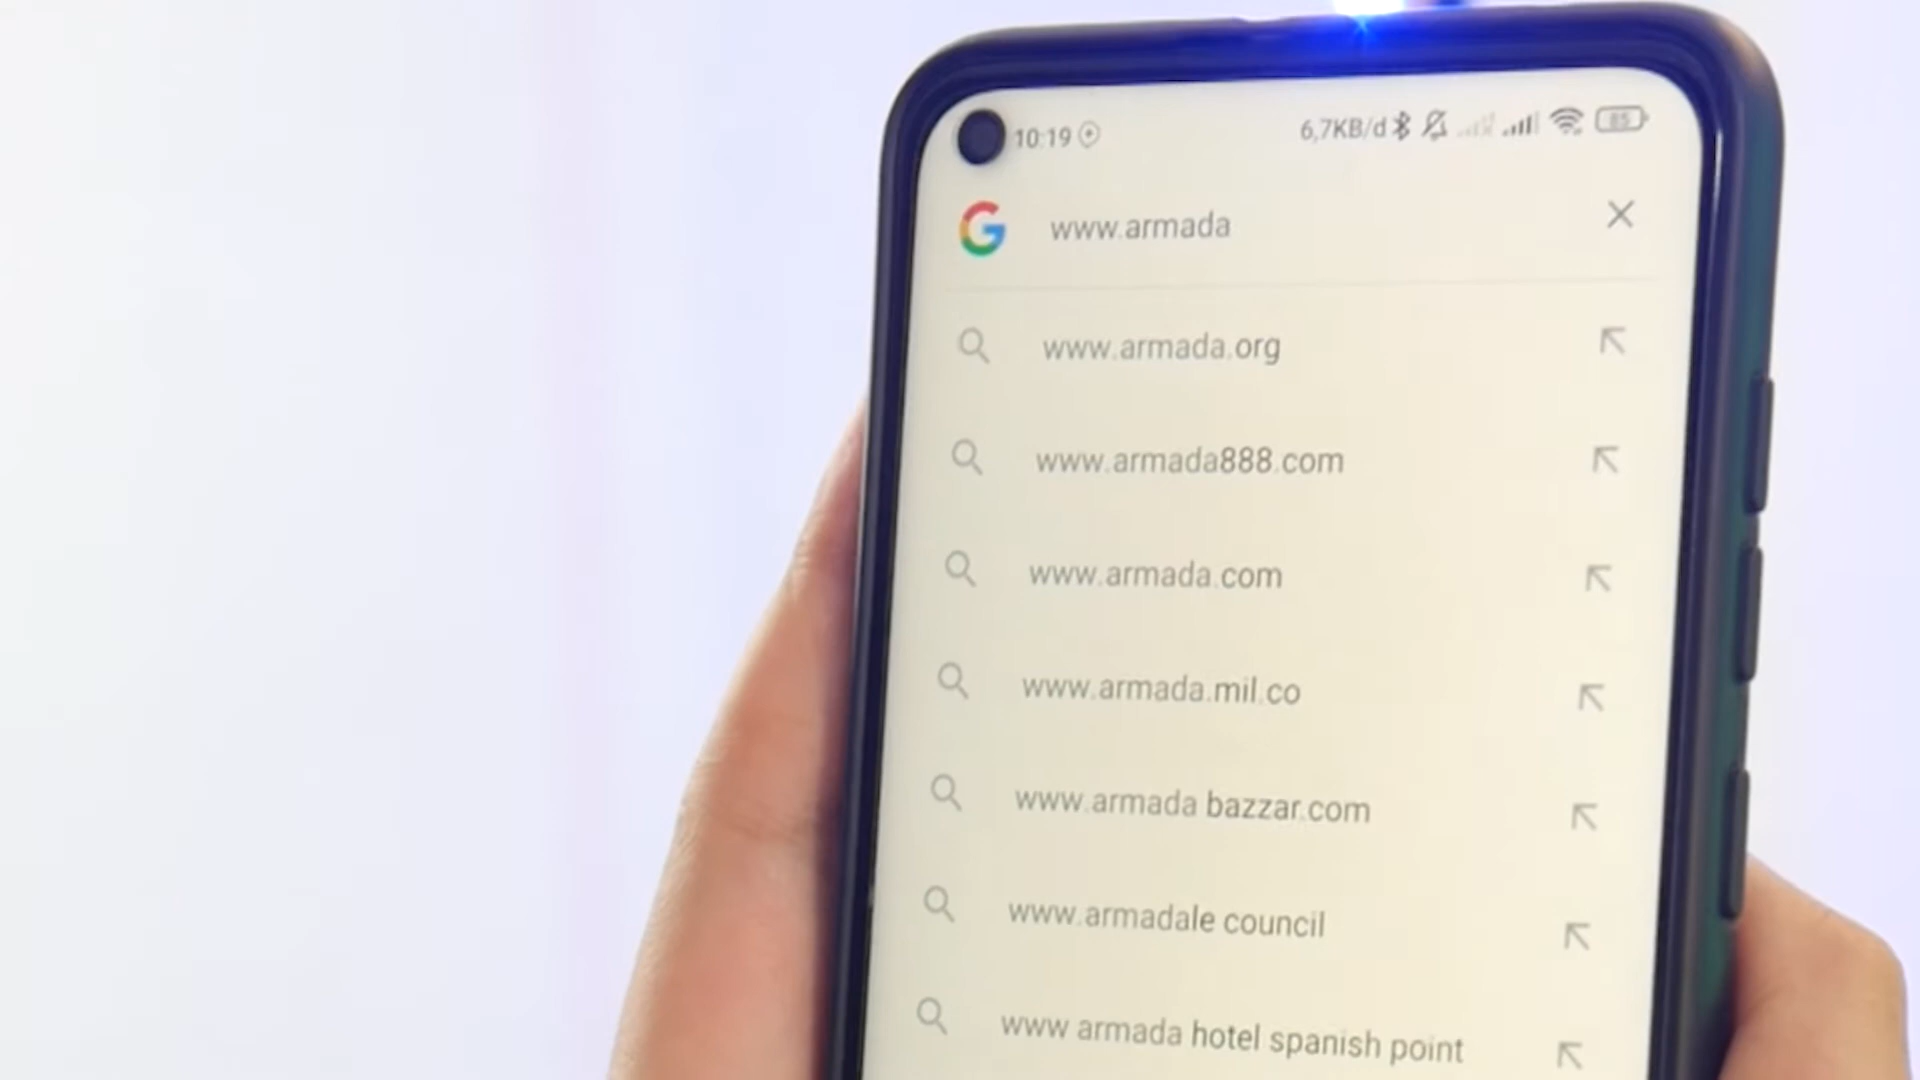 10:19 6,7KB/d 85
www.armada
www.armada.org
www.armada888.com
www.armada.com
www.armada.mil.co
www.armada bazzar.com
www.armadale council
www armada hotel spanish point